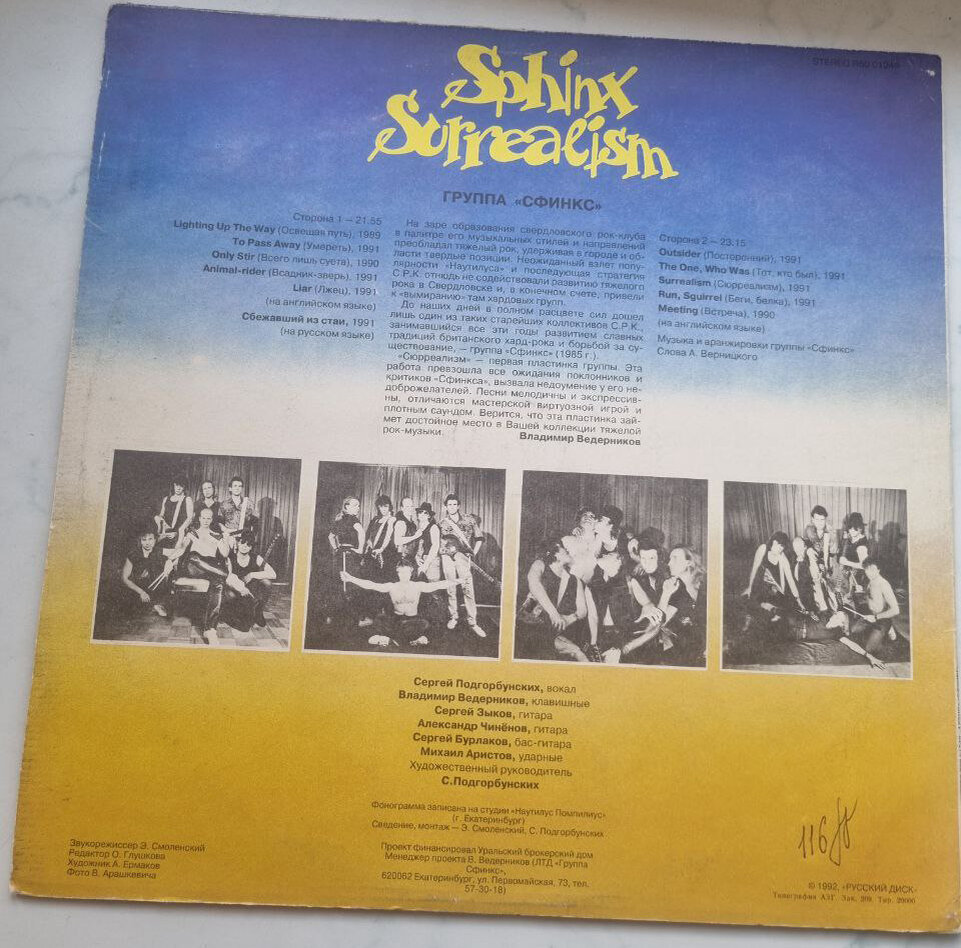 STEREO R60 01245
Sphinx
Surrealism
ГРУППА «СФИНКС»
Сторона 1 — 21.55
Lighting Up The Way (Освещая путь), 1989
To Pass Away (Умереть), 1991
Only Stir (Всего лишь суета), 1990
Animal-rider (Всадник-зверь), 1991
Liar (Лжец), 1991
(на английском языке)
Сбежавший из стаи, 1991
(на русском языке)
На заре образования свердловского рок-клуба
в палитре его музыкальных стилей и направлений
преобладал тяжелый рок, удерживая в городе и об-
ласти твердые позиции. Неожиданный взлет попу-
лярности «Наутилуса» и последующая стратегия
С.Р.К. отнюдь не содействовали развитию тяжелого
рока в Свердловске и, в конечном счете, привели
к «вымиранию» там хардовых групп.
До наших дней в полном расцвете сил дошел
лишь один из таких старейших коллективов С.Р.К.,
занимавшийся все эти годы развитием славных
традиций британского хард-рока и борьбой за су-
ществование, — группа «Сфинкс» (1985 г.).
«Сюрреализм» — первая пластинка группы. Эта
работа превзошла все ожидания поклонников и
критиков «Сфинкса», вызвала недоумение у его не-
доброжелателей. Песни мелодичны и экспрессив-
ны, отличаются мастерской виртуозной игрой и
плотным саундом. Верится, что эта пластинка зай-
мет достойное место в Вашей коллекции тяжелой
рок-музыки.
Владимир Ведерников
Сторона 2 — 23.15
Outsider (Посторонний), 1991
The One, Who Was (Тот, кто был), 1991
Surrealism (Сюрреализм), 1991
Run, Squirrel (Беги, белка), 1991
Meeting (Встреча), 1990
(на английском языке)
Музыка и аранжировки группы «Сфинкс»
Слова А. Верницкого
Сергей Подгорбунских, вокал
Владимир Ведерников, клавишные
Сергей Зыков, гитара
Александр Чинёнов, гитара
Сергей Бурлаков, бас-гитара
Михаил Аристов, ударные
Художественный руководитель
С.Подгорбунских
Фонограмма записана на студии «Наутилус Помпилиус»
(г. Екатеринбург)
Сведение, монтаж — Э. Смоленский, С. Подгорбунских
Проект финансировал Уральский брокерский дом
Менеджер проекта В. Ведерников (ЛТД «Группа
Сфинкс»,
620062 Екатеринбург, ул. Первомайская, 73, тел.
57-30-18)
Звукорежиссер Э. Смоленский
Редактор О. Глушкова
Художник А. Ермаков
Фото В. Арашкевича
116
© 1992, «РУССКИЙ ДИСК»
Типография АЗГ Зак. 209 Тир. 20000